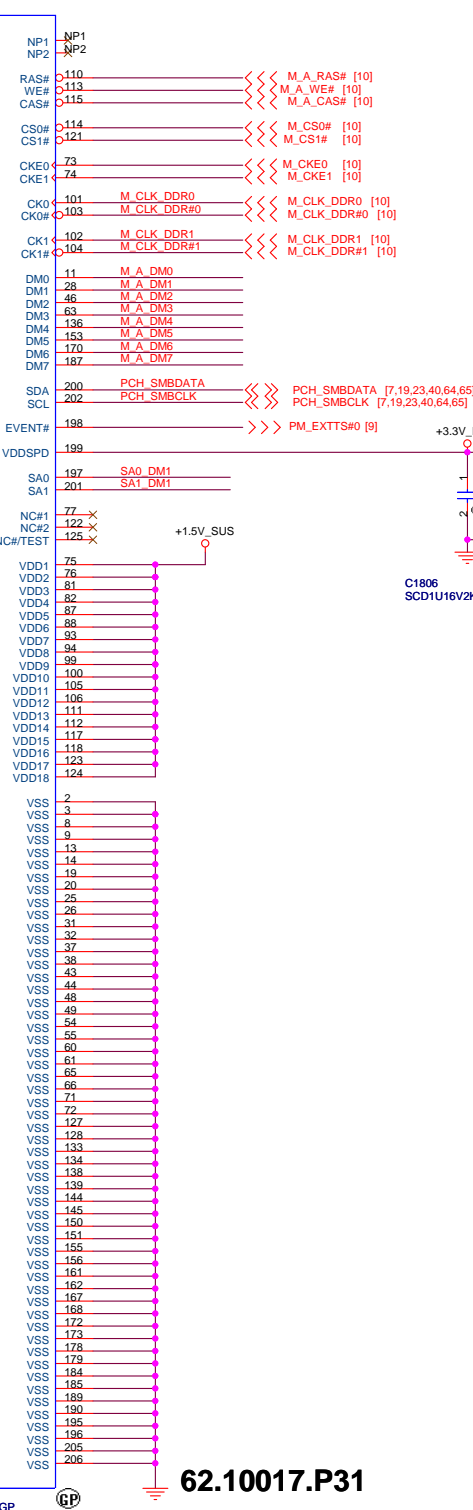 NP1 NP1
NP2 NP2
RAS# 110 M_A_RAS# [10]
WE# 113 M_A_WE# [10]
CAS# 115 M_A_CAS# [10]
CS0# 114 M_CS0# [10]
CS1# 121 M_CS1# [10]
CKE0 73 M_CKE0 [10]
CKE1 74 M_CKE1 [10]
CK0 101 M_CLK_DDR0 M_CLK_DDR0 [10]
CK0# 103 M_CLK_DDR#0 M_CLK_DDR#0 [10]
CK1 102 M_CLK_DDR1 M_CLK_DDR1 [10]
CK1# 104 M_CLK_DDR#1 M_CLK_DDR#1 [10]
DM0 11 M_A_DM0
DM1 28 M_A_DM1
DM2 46 M_A_DM2
DM3 63 M_A_DM3
DM4 136 M_A_DM4
DM5 153 M_A_DM5
DM6 170 M_A_DM6
DM7 187 M_A_DM7
SDA 200 PCH_SMBDATA PCH_SMBDATA [7,19,23,40,64,65]
SCL 202 PCH_SMBCLK PCH_SMBCLK [7,19,23,40,64,65]
EVENT# 198 PM_EXTTS#0 [9]
+3.3V_
VDDSPD 199
SA0 197 SA0_DM1
SA1 201 SA1_DM1
1
2
NC#1 77
NC#2 122
NC#/TEST 125
+1.5V_SUS
C1806
SCD1U16V2K
VDD1 75
VDD2 76
VDD3 81
VDD4 82
VDD5 87
VDD6 88
VDD7 93
VDD8 94
VDD9 99
VDD10 100
VDD11 105
VDD12 106
VDD13 111
VDD14 112
VDD15 117
VDD16 118
VDD17 123
VDD18 124
VSS 2
VSS 3
VSS 8
VSS 9
VSS 13
VSS 14
VSS 19
VSS 20
VSS 25
VSS 26
VSS 31
VSS 32
VSS 37
VSS 38
VSS 43
VSS 44
VSS 48
VSS 49
VSS 54
VSS 55
VSS 60
VSS 61
VSS 65
VSS 66
VSS 71
VSS 72
VSS 127
VSS 128
VSS 133
VSS 134
VSS 138
VSS 139
VSS 144
VSS 145
VSS 150
VSS 151
VSS 155
VSS 156
VSS 161
VSS 162
VSS 167
VSS 168
VSS 172
VSS 173
VSS 178
VSS 179
VSS 184
VSS 185
VSS 189
VSS 190
VSS 195
VSS 196
VSS 205
VSS 206
GP
GP
62.10017.P31